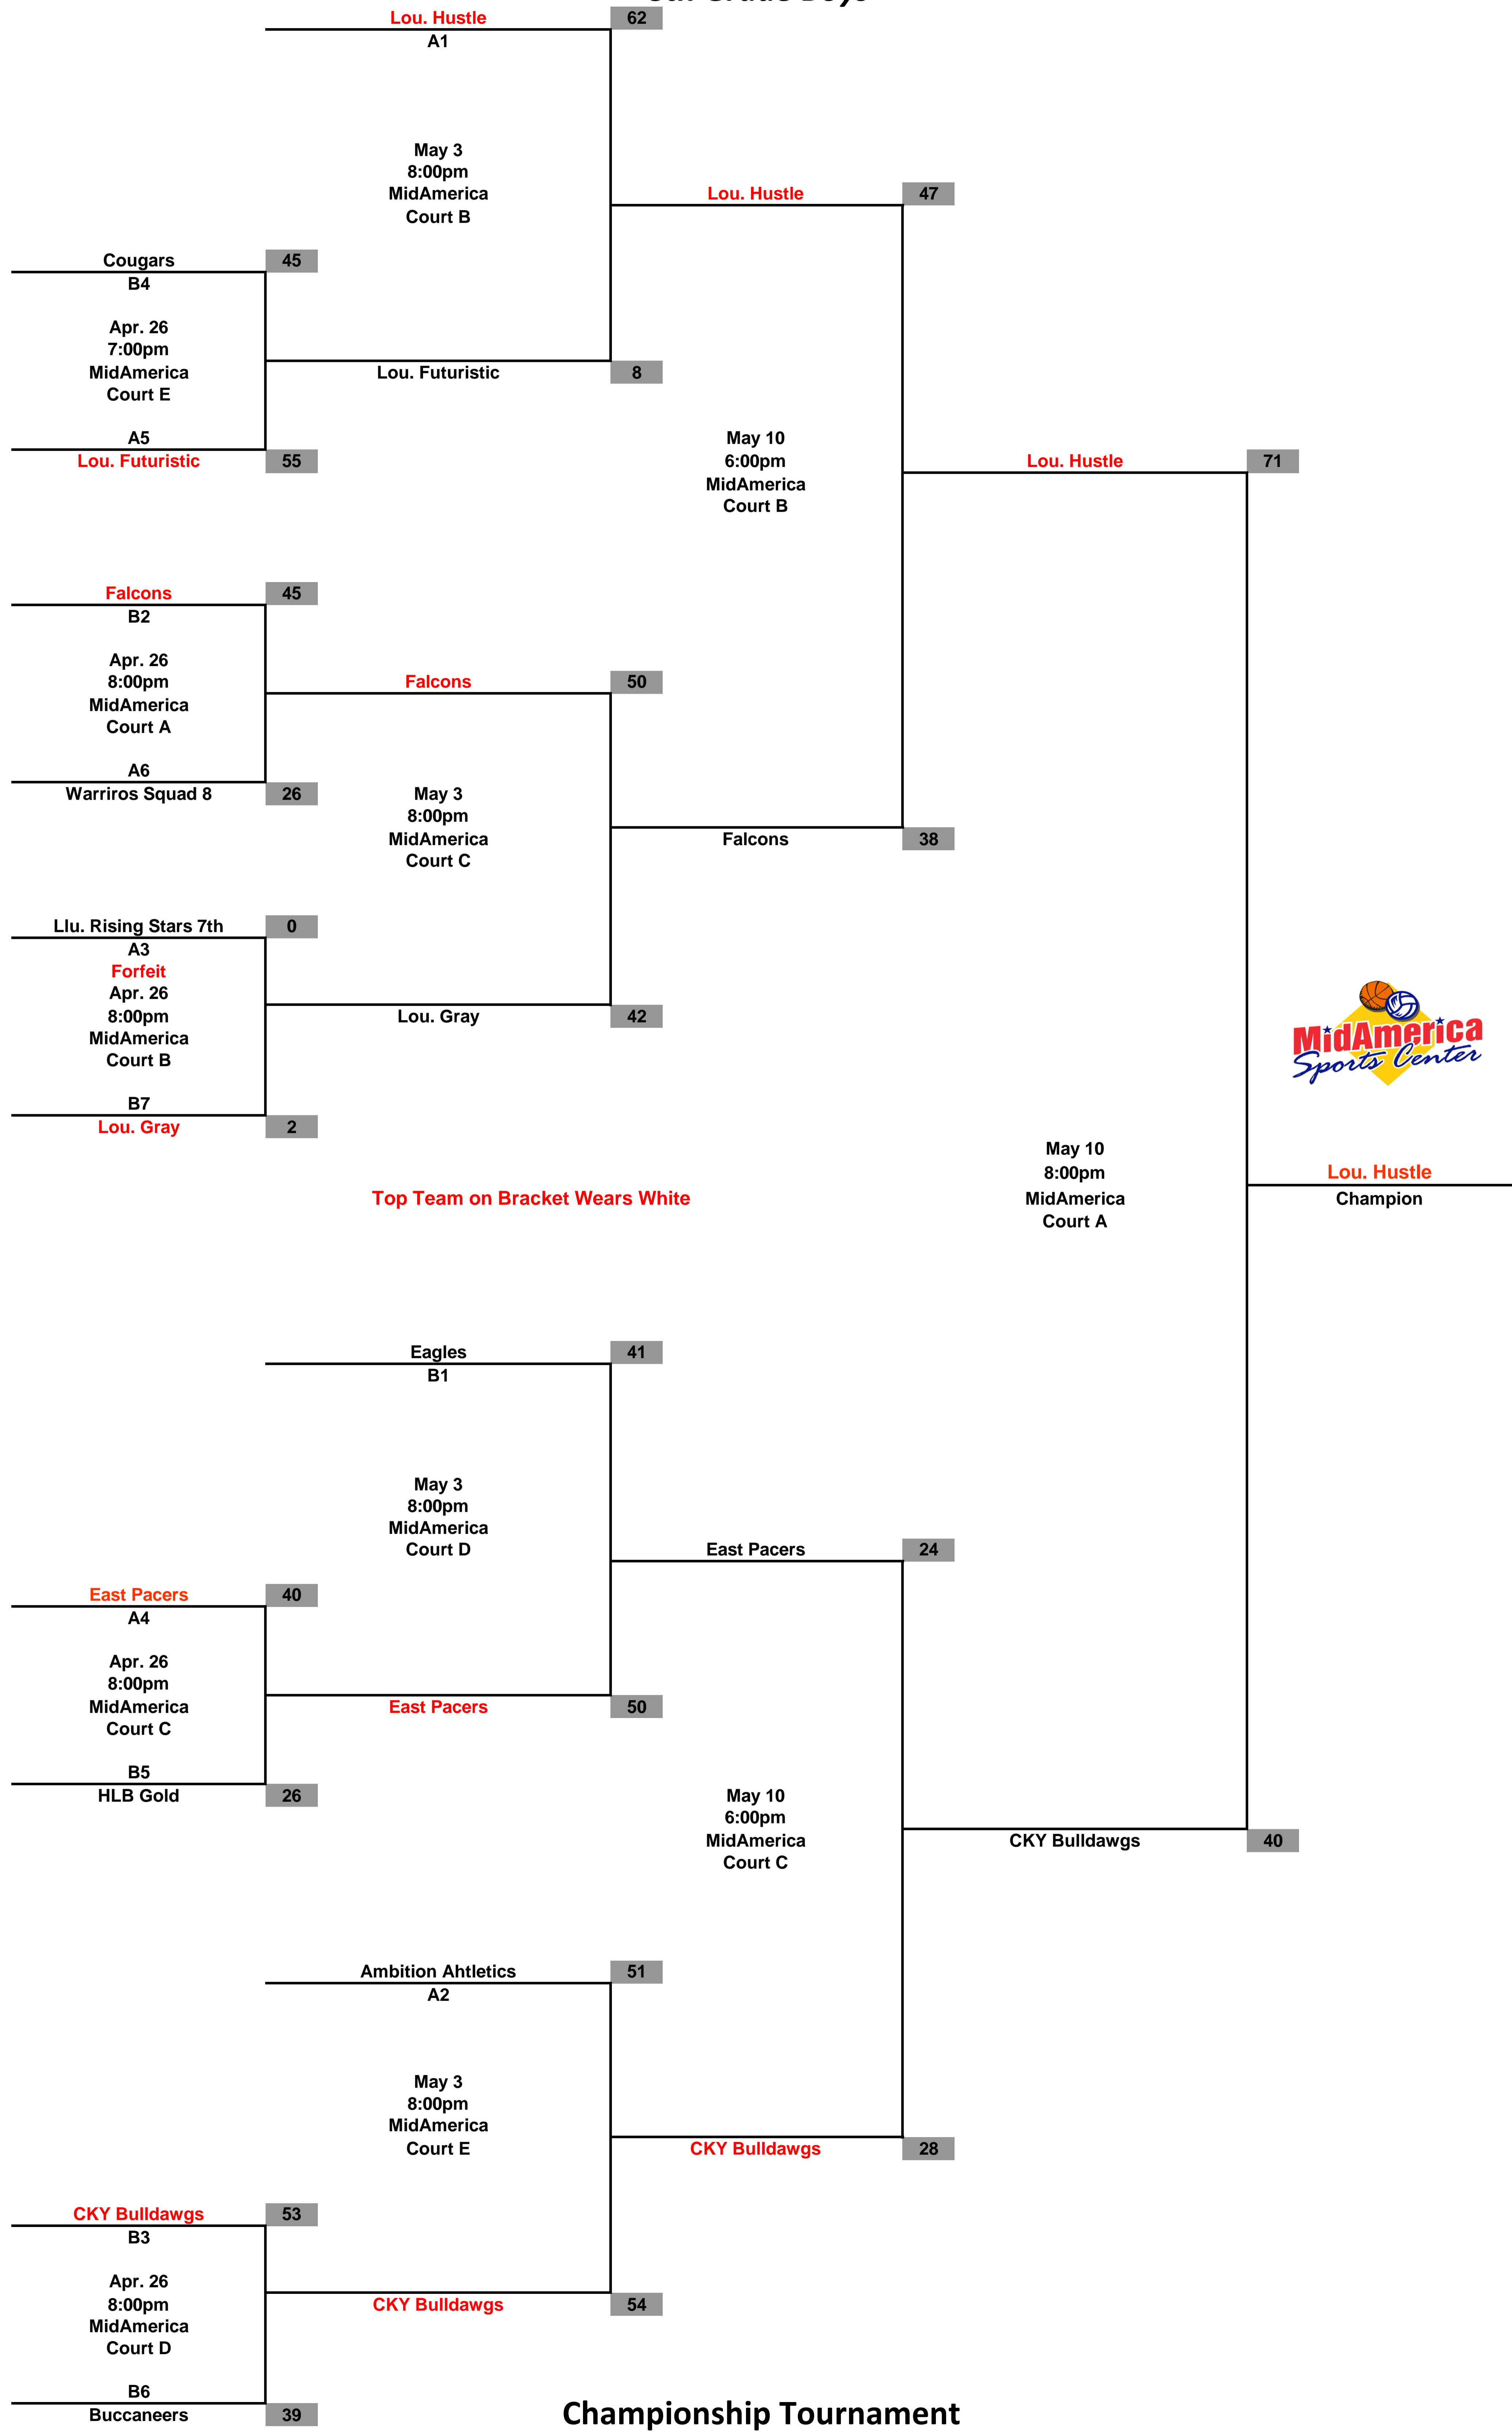 Lou. Hustle 62
A1
May 3
8:00pm
MidAmerica
Court B
Lou. Hustle 47
Cougars 45
B4
Apr. 26
7:00pm
MidAmerica
Court E
Lou. Futuristic 8
A5
Lou. Futuristic 55
May 10
6:00pm
MidAmerica
Court B
Lou. Hustle 71
Falcons 45
B2
Apr. 26
8:00pm
MidAmerica
Court A
Falcons 50
A6
Warriros Squad 8 26
May 3
8:00pm
MidAmerica
Court C
Falcons 38
Llu. Rising Stars 7th 0
A3
Forfeit
Apr. 26
8:00pm
MidAmerica
Court B
Lou. Gray 42
B7
Lou. Gray 2
MidAmerica
Sports Center
May 10
8:00pm
MidAmerica
Court A
Lou. Hustle
Champion
Top Team on Bracket Wears White
Eagles 41
B1
May 3
8:00pm
MidAmerica
Court D
East Pacers 24
East Pacers 40
A4
Apr. 26
8:00pm
MidAmerica
Court C
East Pacers 50
B5
HLB Gold 26
May 10
6:00pm
MidAmerica
Court C
CKY Bulldawgs 40
Ambition Ahtletics 51
A2
May 3
8:00pm
MidAmerica
Court E
CKY Bulldawgs 28
CKY Bulldawgs 53
B3
Apr. 26
8:00pm
MidAmerica
Court D
CKY Bulldawgs 54
B6
Buccaneers 39
Championship Tournament